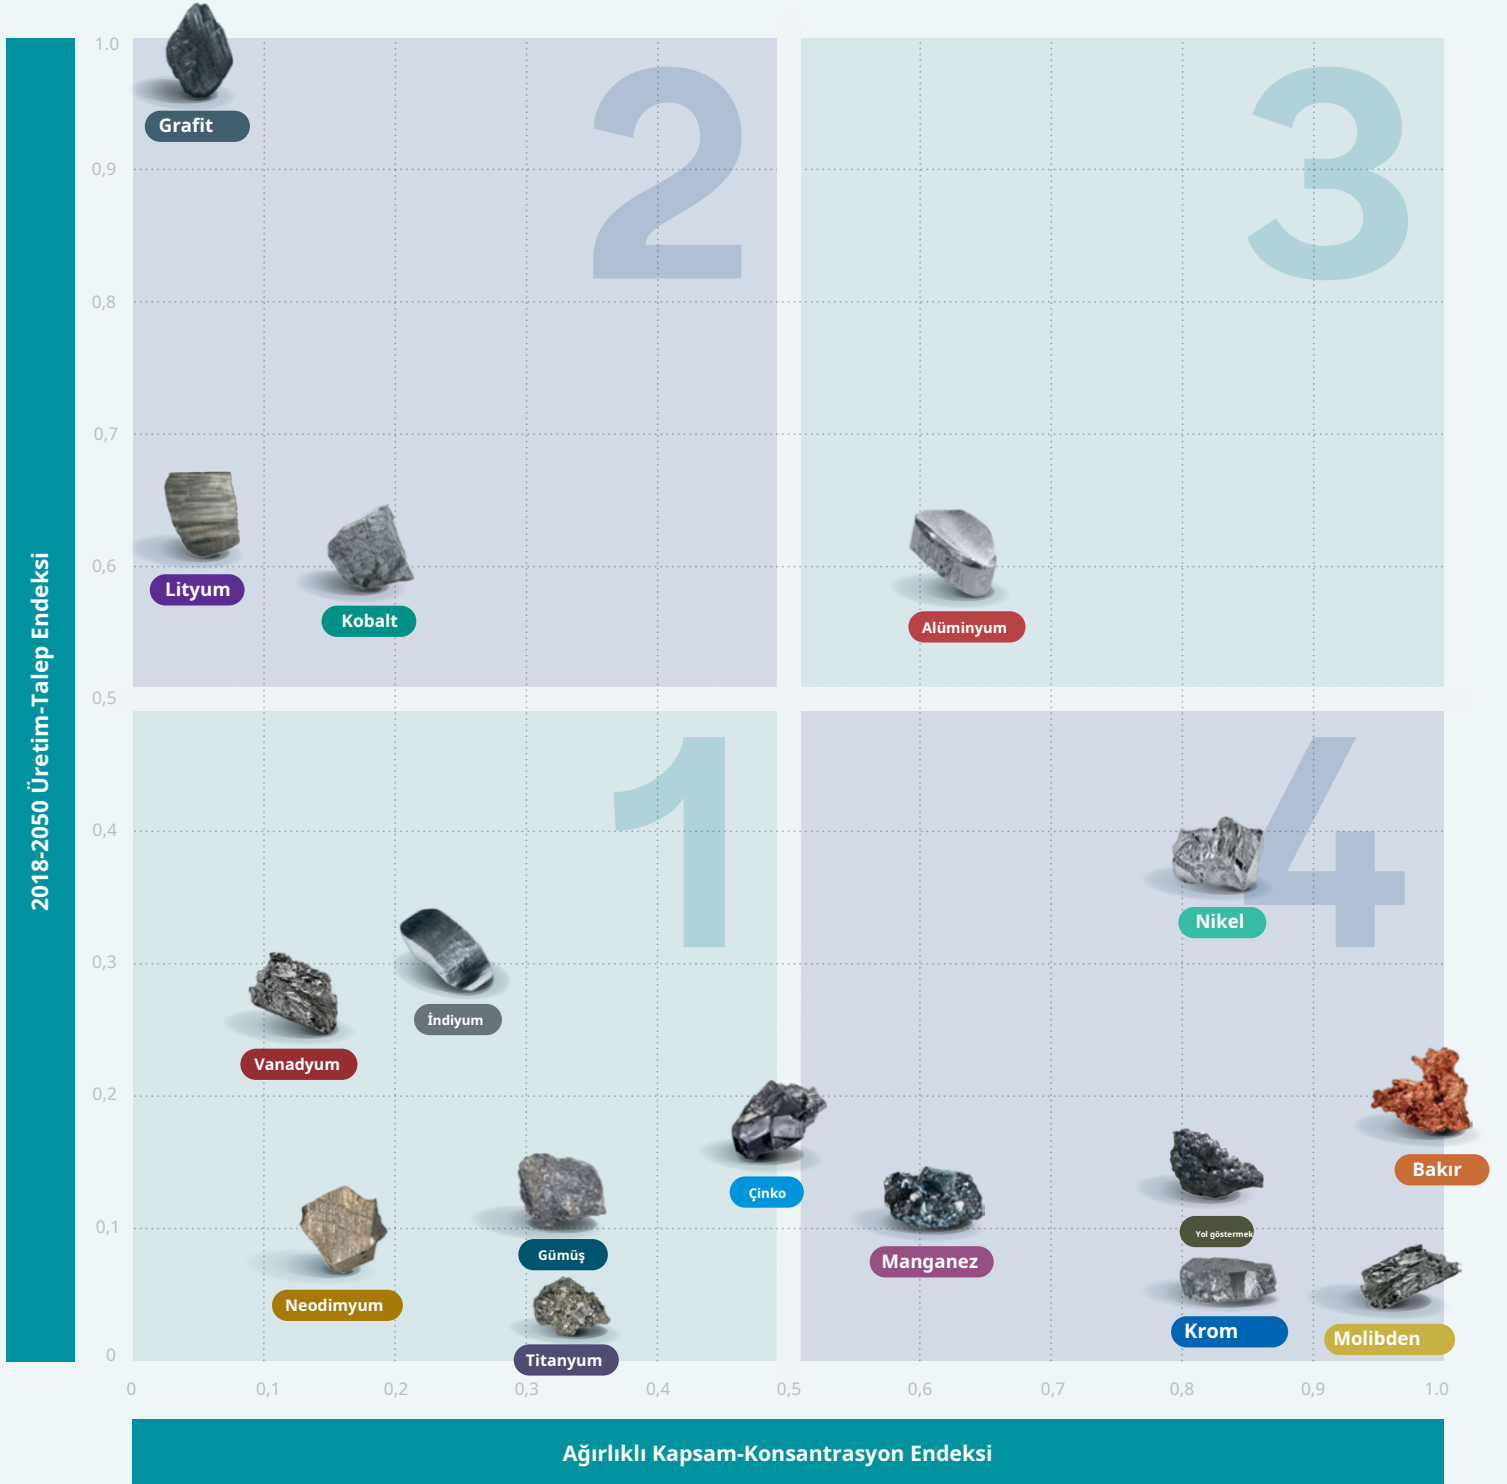 1.0
Grafit
2
3
0,9
0,8
0,7
0,6
Lityum
Kobalt
Alüminyum
0,5
2018-2050 Üretim-Talep Endeksi
1
4
0,4
Nikel
0,3
İndiyum
Vanadyum
0,2
Bakır
Çinko
0,1
Yol göstermek
Gümüş
Manganez
Neodimyum
Krom
Molibden
0
Titanyum
0
0,1
0,2
0,3
0,4
0,5
0,6
0,7
0,8
0,9
1.0
Ağırlıklı Kapsam-Konsantrasyon Endeksi